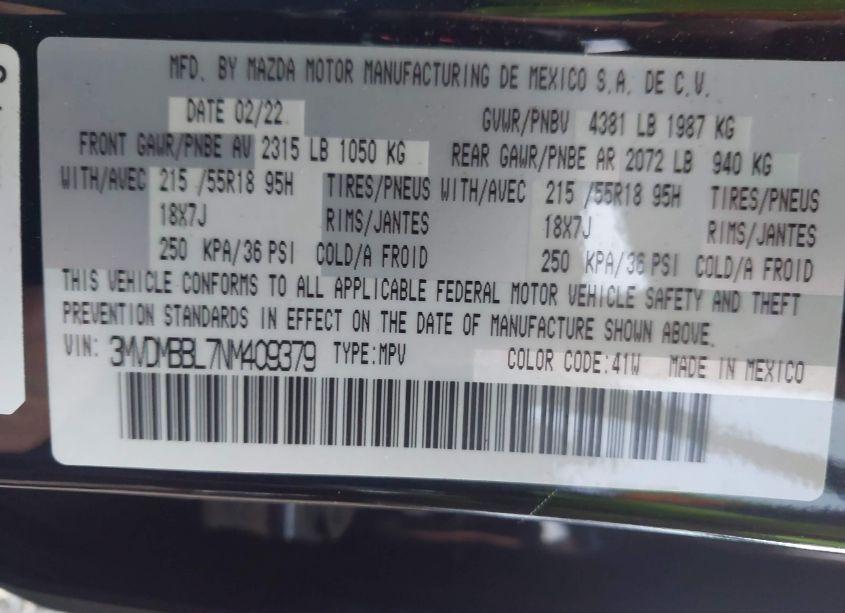 MFD. BY MAZDA MOTOR MANUFACTURING DE MEXICO S.A. DE C.V.
DATE 02/22 GVWR/PNBV 4381 LB 1987 KG
FRONT GAWR/PNBE AV 2315 LB 1050 KG REAR GAWR/PNBE AR 2072 LB 940 KG
WITH/AVEC 215 /55R18 95H TIRES/PNEUS WITH/AVEC 215 /55R18 95H TIRES/PNEUS
18X7J RIMS/JANTES 18X7J RIMS/JANTES
250 KPA/36 PSI COLD/A FROID 250 KPA/36 PSI COLD/A FROID
THIS VEHICLE CONFORMS TO ALL APPLICABLE FEDERAL MOTOR VEHICLE SAFETY AND THEFT
PREVENTION STANDARDS IN EFFECT ON THE DATE OF MANUFACTURE SHOWN ABOVE.
VIN: 3MVDMBBL7NM409379 TYPE:MPV COLOR CODE:41W MADE IN MEXICO